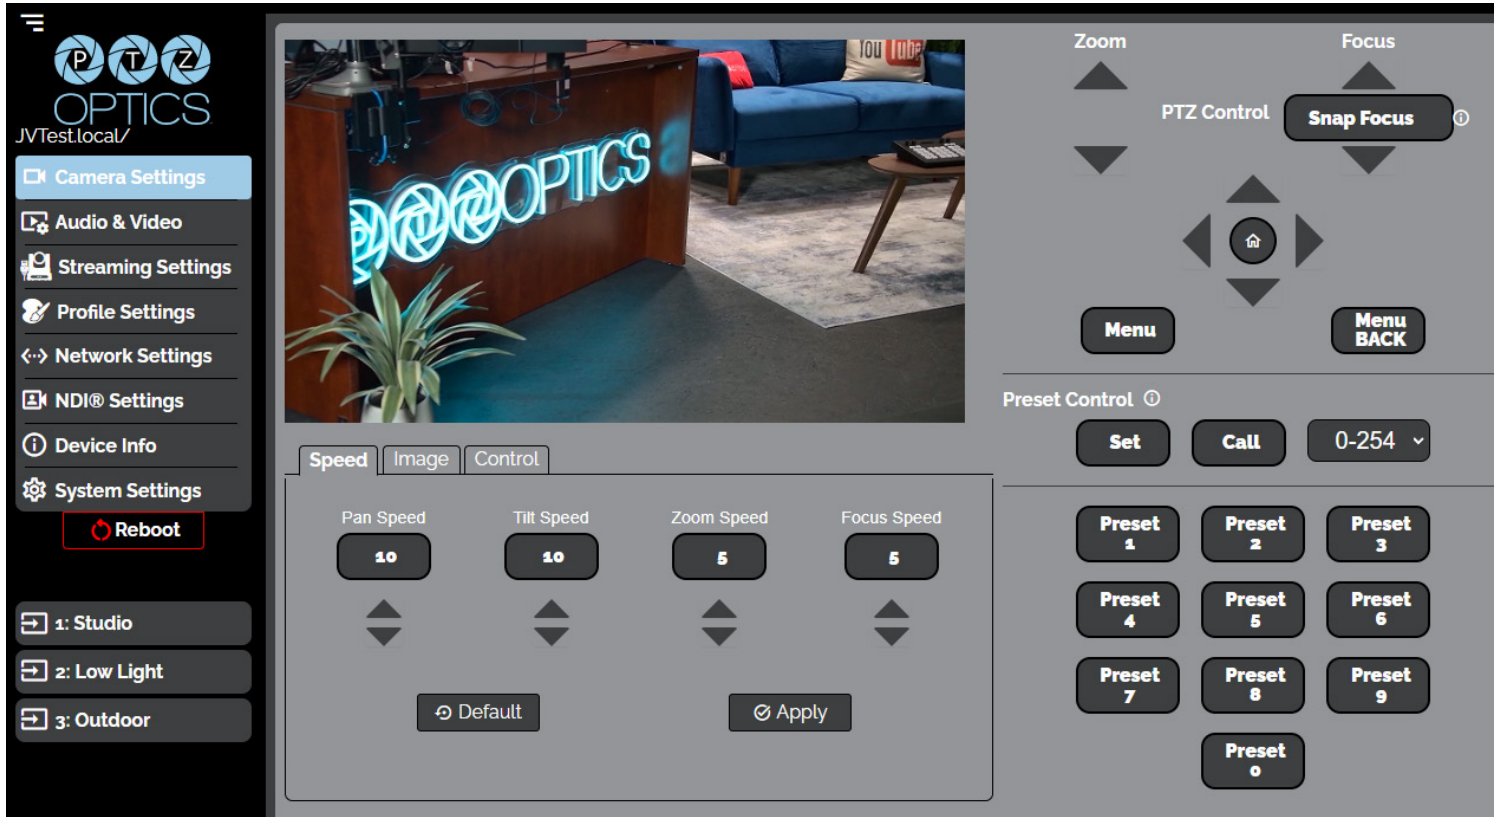 PTZ
OPTICS
JVTest.local/
Camera Settings
Audio & Video
Streaming Settings
Profile Settings
Network Settings
NDI® Settings
Device Info
System Settings
Reboot
1: Studio
2: Low Light
3: Outdoor
You Tube
PTZOPTICS
Speed Image Control
Pan Speed Tilt Speed Zoom Speed Focus Speed
10 10 5 5
Default Apply
Zoom Focus
PTZ Control Snap Focus
Menu Menu
BACK
Preset Control
Set Call 0-254
Preset Preset Preset
1 2 3
Preset Preset Preset
4 5 6
Preset Preset Preset
7 8 9
Preset
0